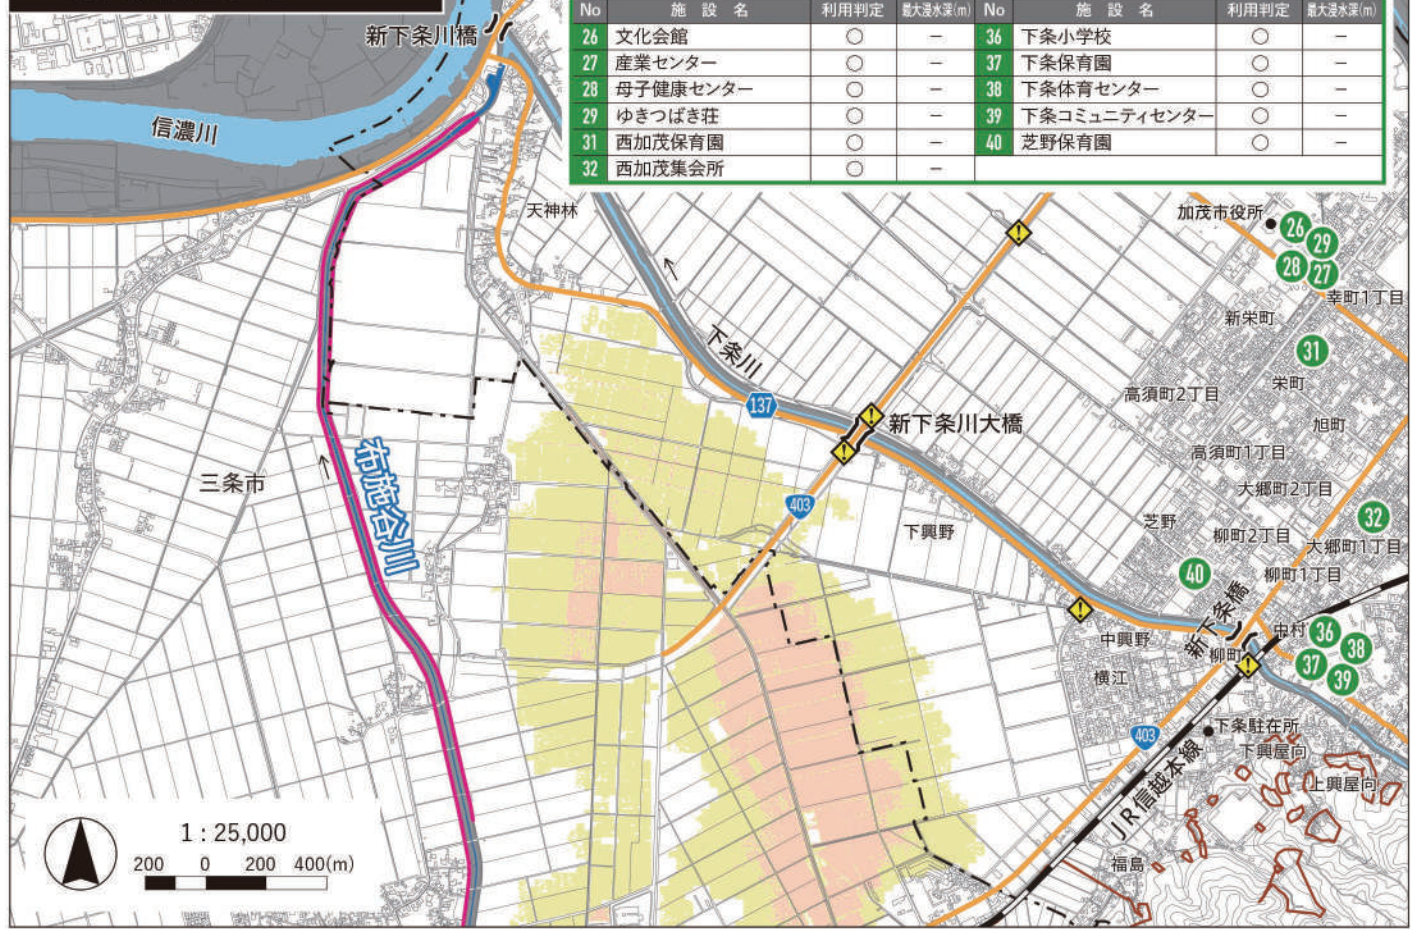 No 施設名 利用判定 最大浸水深(m) No 施設名 利用判定 最大浸水深(m)
26 文化会館 ○ − 36 下条小学校 ○ −
27 産業センター ○ − 37 下条保育園 ○ −
28 母子健康センター ○ − 38 下条体育センター ○ −
29 ゆきつばき荘 ○ − 39 下条コミュニティセンター ○ −
31 西加茂保育園 ○ − 40 芝野保育園 ○ −
32 西加茂集会所 ○ −
新下条川橋
信濃川
天神林
加茂市役所
26
29
28
27
幸町1丁目
新栄町
31
下条川
栄町
高須町2丁目
137
新下条川大橋
旭町
布施谷川
三条市
高須町1丁目
大郷町2丁目
403
32
芝野
下興野
柳町2丁目
大郷町1丁目
40
柳町1丁目
新下条橋
中村
36
38
中興野
柳町
37
39
横江
403
下条駐在所
下興屋向
JR信越本線
上興屋向
福島
1 : 25,000
200 0 200 400(m)